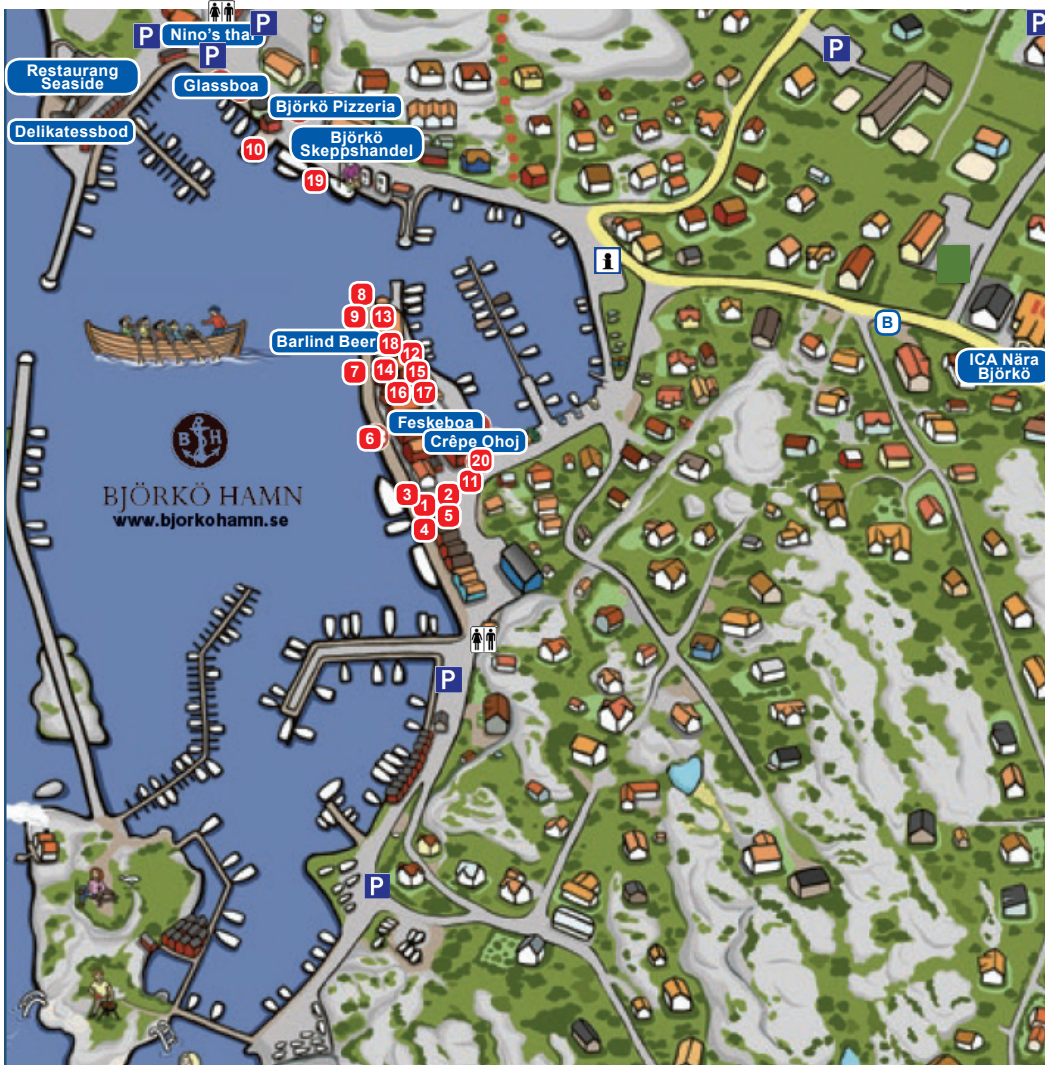 P
P
P
P
P
Nino's thai
Restaurang
Seaside
Glassboa
Björkö Pizzeria
Delikatessbod
Björkö
Skeppshandel
10
19
8
9
13
Barlind Beer
18
12
7
14
15
16
17
B
ICA Nära
Björkö
Feskeboa
6
Crêpe Ohoj
20
11
3
2
1
5
4
B H
BJÖRKÖ HAMN
www.bjorkohamn.se
P
P